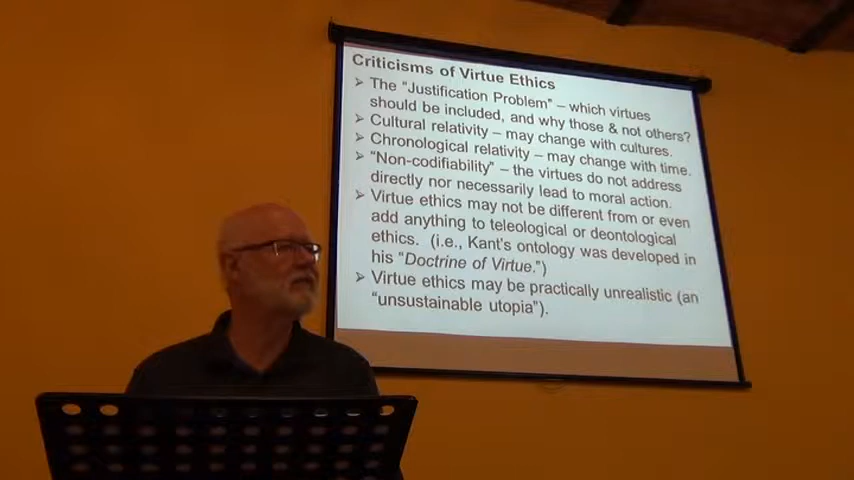 Criticisms of Virtue Ethics
➢ The "Justification Problem" – which virtues
should be included, and why those & not others?
➢ Cultural relativity – may change with cultures.
➢ Chronological relativity – may change with time.
➢ "Non-codifiability" – the virtues do not address
directly nor necessarily lead to moral action.
➢ Virtue ethics may not be different from or even
add anything to teleological or deontological
ethics. (i.e., Kant's ontology was developed in
his "Doctrine of Virtue.")
➢ Virtue ethics may be practically unrealistic (an
"unsustainable utopia").